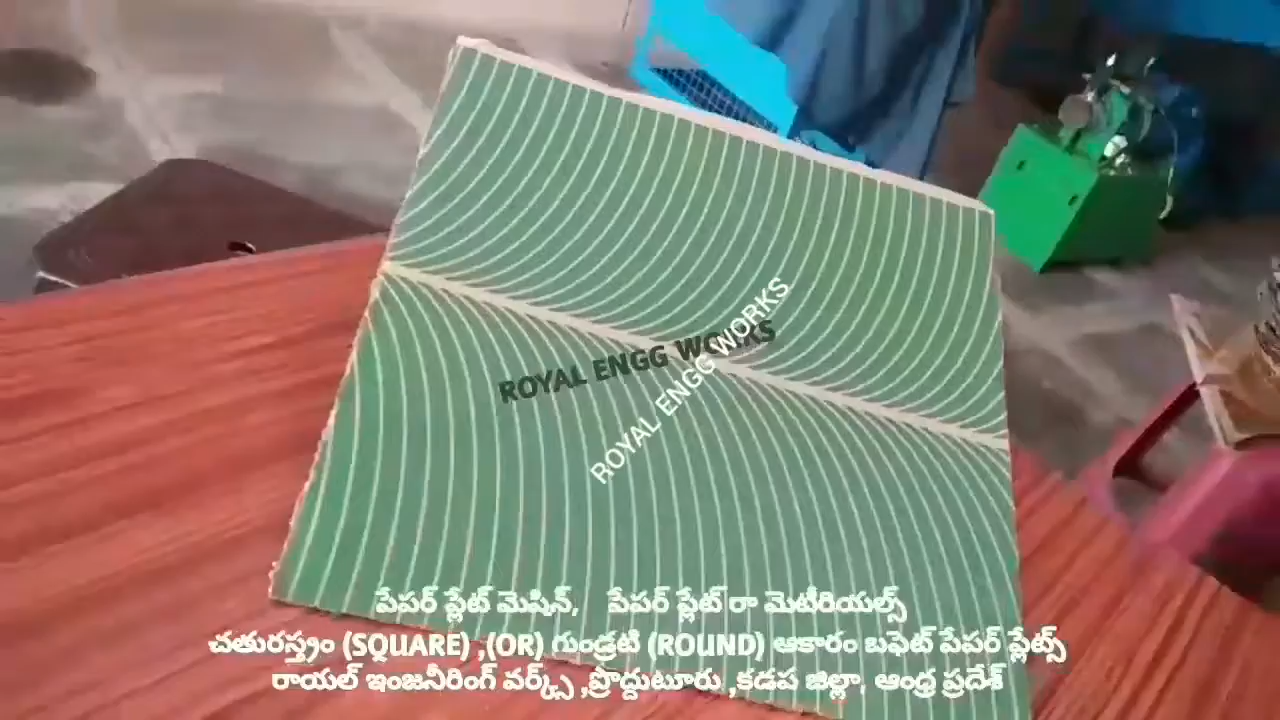 ROYAL ENGG WORKS
ROYAL ENGG WORKS
పేపర్ ప్లేట్ మెషిన్, పేపర్ ప్లేట్ రా మెటీరియల్స్
చతురస్త్రం (SQUARE) ,(OR) గుండ్రటి (ROUND) ఆకారం బఫెట్ పేపర్ ప్లేట్స్
రాయల్ ఇంజనీరింగ్ వర్క్స్ ,ప్రొద్దుటూరు ,కడప జిల్లా, ఆంధ్ర ప్రదేశ్